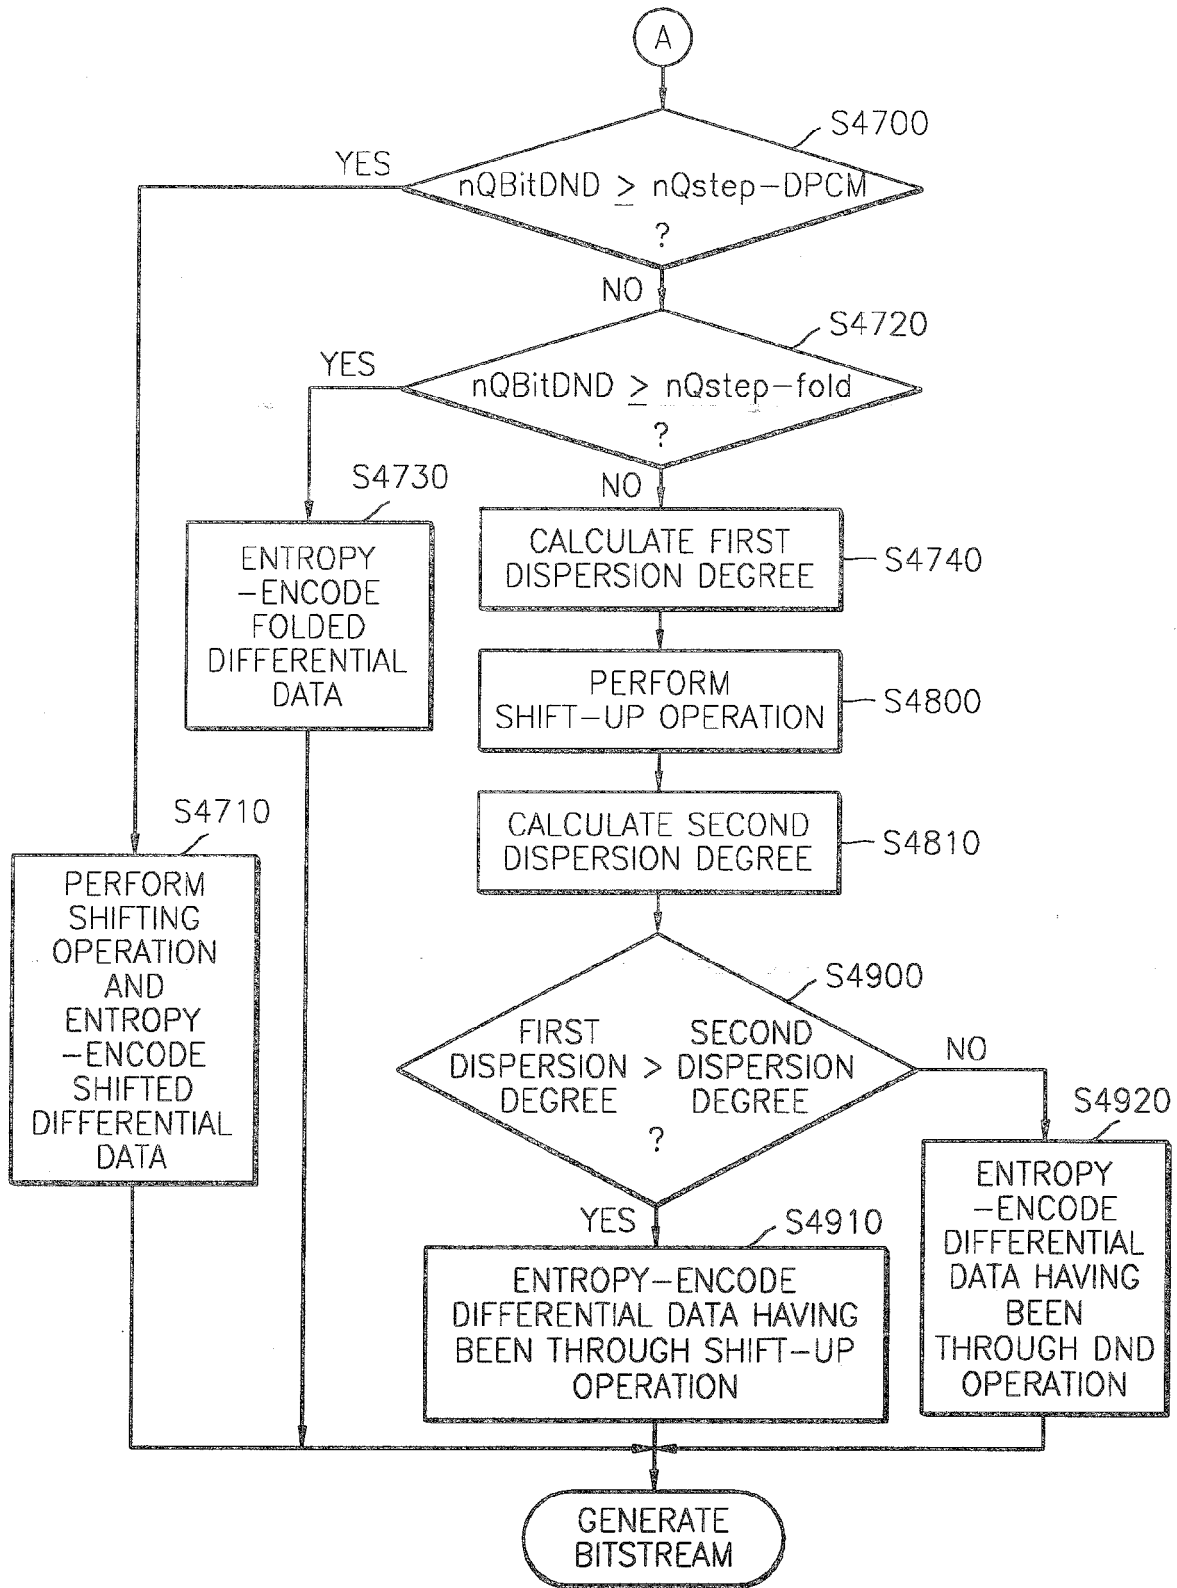 A
S4700
YES
nQBitDND ≥ nQstep-DPCM
?
NO
S4720
YES
nQBitDND ≥ nQstep-fold
?
NO
S4730
ENTROPY
-ENCODE
FOLDED
DIFFERENTIAL
DATA
CALCULATE FIRST
DISPERSION DEGREE
S4740
PERFORM
SHIFT-UP OPERATION
S4800
S4710
PERFORM
SHIFTING
OPERATION
AND
ENTROPY
-ENCODE
SHIFTED
DIFFERENTIAL
DATA
CALCULATE SECOND
DISPERSION DEGREE
S4810
S4900
FIRST SECOND
DISPERSION > DISPERSION
DEGREE DEGREE
?
NO
YES
S4920
ENTROPY
-ENCODE
DIFFERENTIAL
DATA HAVING
BEEN
THROUGH DND
OPERATION
S4910
ENTROPY-ENCODE
DIFFERENTIAL DATA HAVING
BEEN THROUGH SHIFT-UP
OPERATION
GENERATE
BITSTREAM